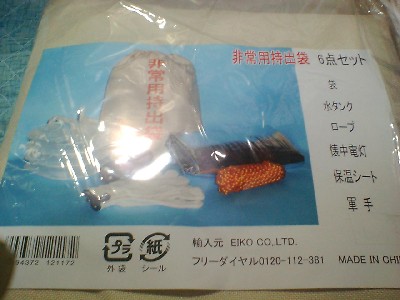 非常用持出袋 6点セット
袋
水タンク
ロープ
懐中電灯
保温シート
軍手
非常用持出袋
プラ
外袋
紙
シール
輸入元 EIKO CO,LTD.
フリーダイヤル0120-112-381
MADE IN CHI
94372 121172